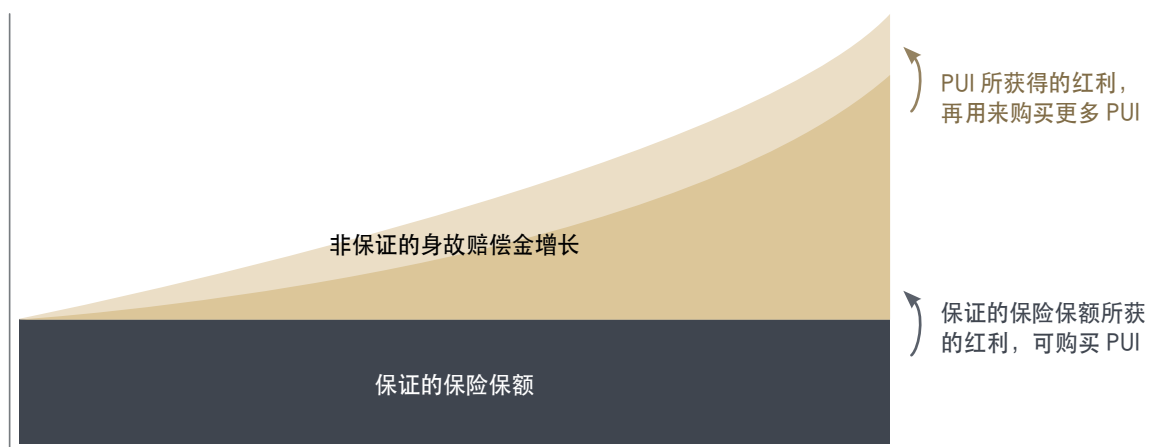 PUI 所获得的红利，
再用来购买更多 PUI
非保证的身故赔偿金增长
保证的保险保额所获
的红利，可购买 PUI
保证的保险保额